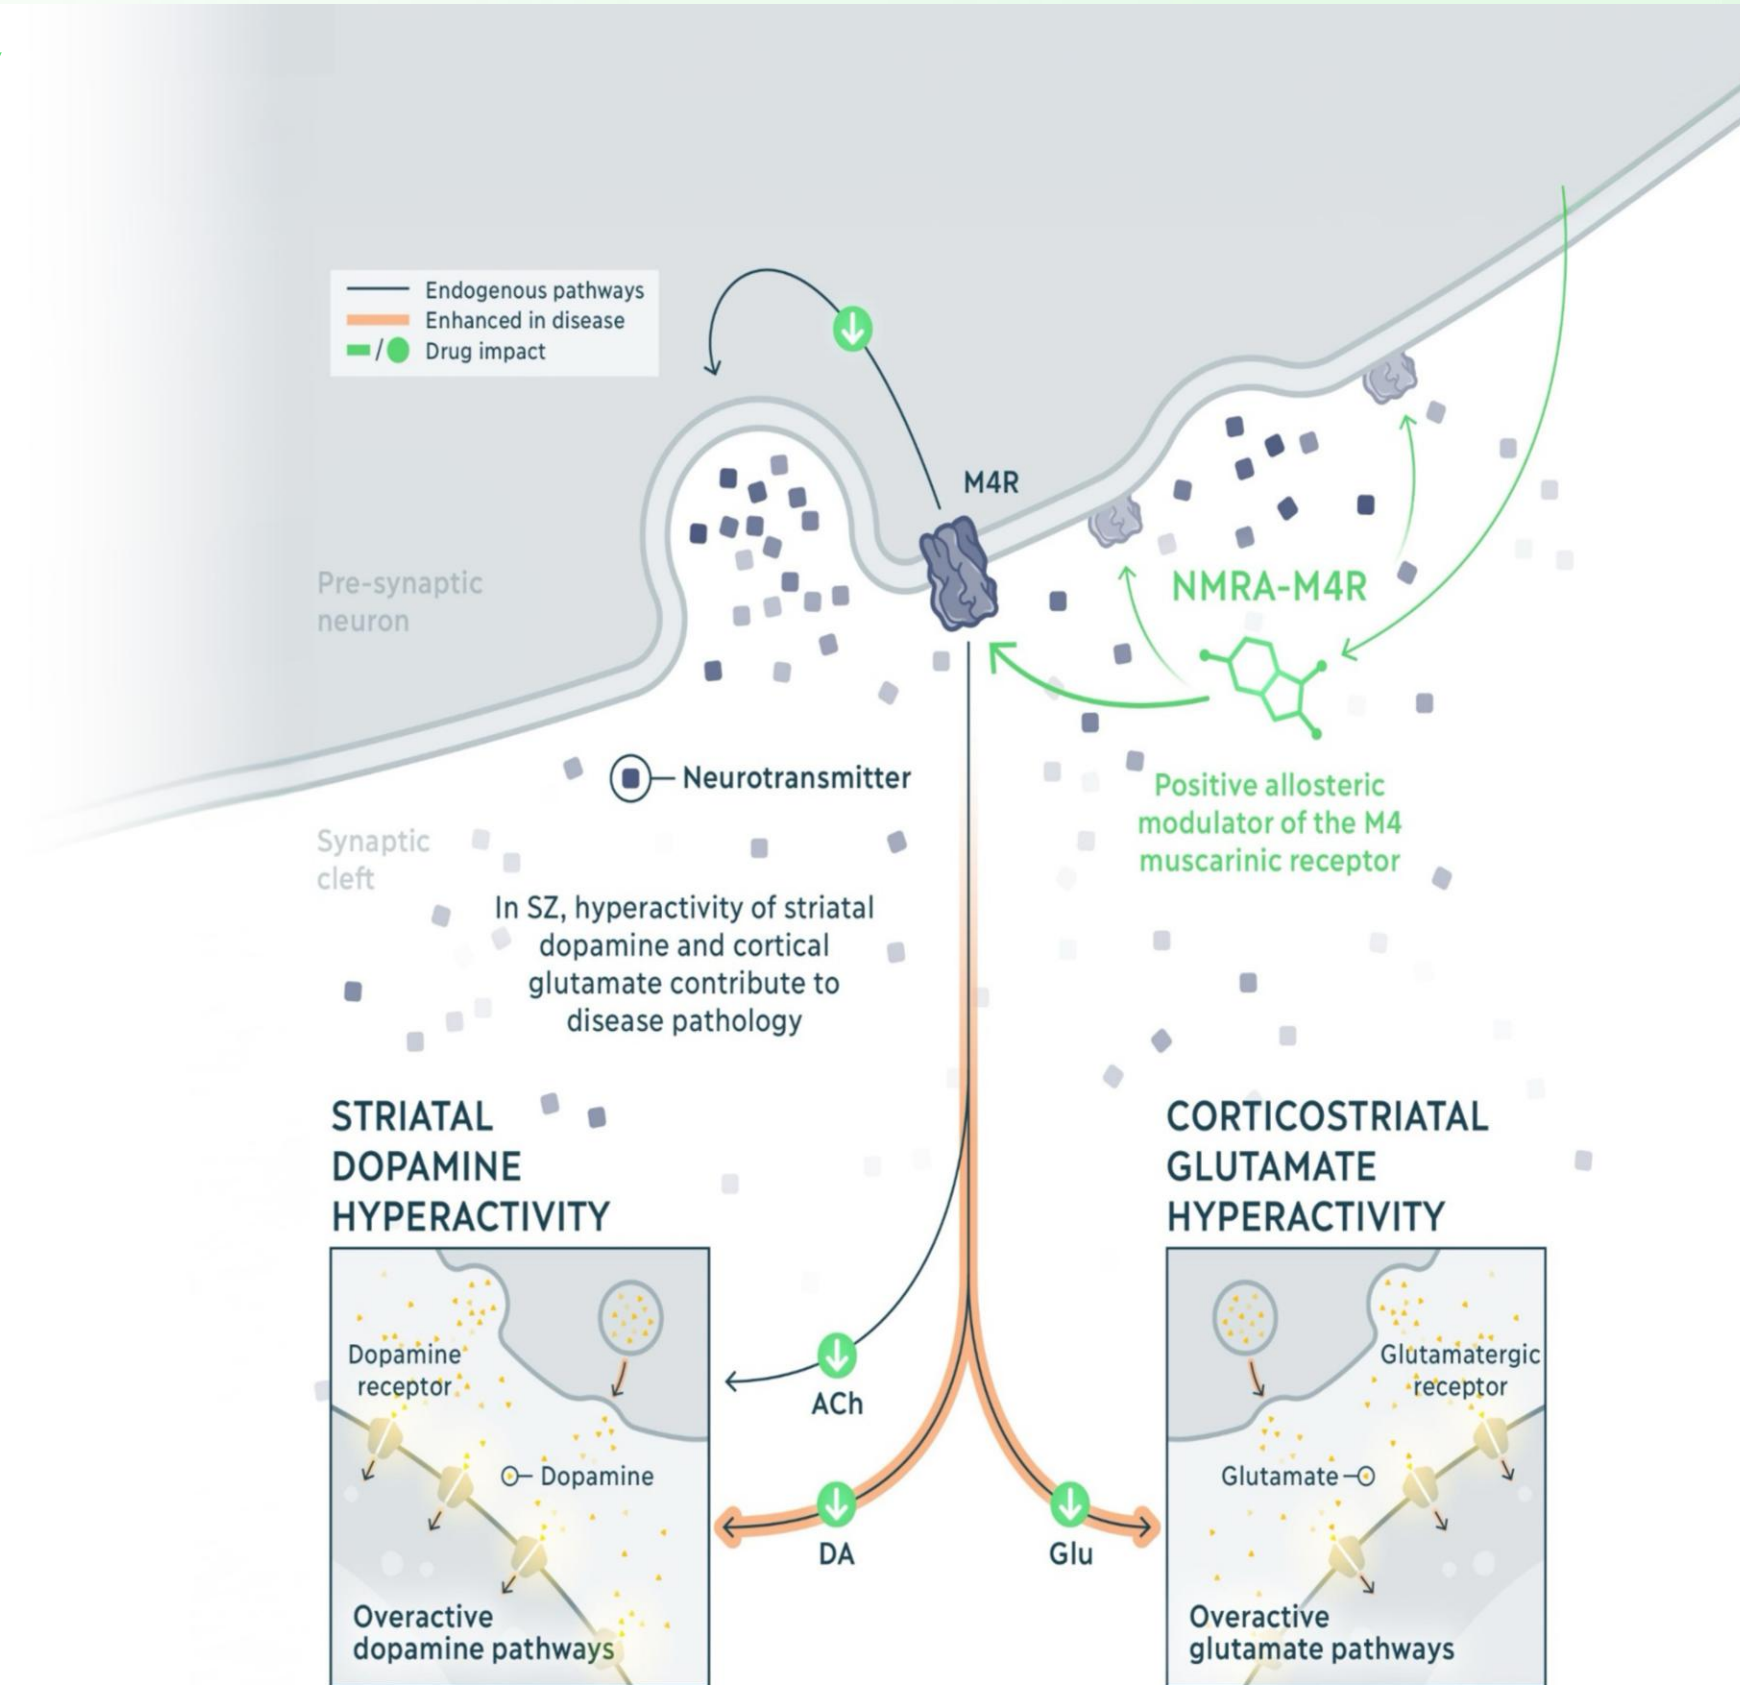 Endogenous pathways
Enhanced in disease
/ Drug impact
M4R
Pre-synaptic
neuron
NMRA-M4R
Neurotransmitter
Positive allosteric
modulator of the M4
muscarinic receptor
Synaptic
cleft
In SZ, hyperactivity of striatal
dopamine and cortical
glutamate contribute to
disease pathology
STRIATAL
DOPAMINE
HYPERACTIVITY
CORTICOSTRIATAL
GLUTAMATE
HYPERACTIVITY
Dopamine
receptor
Dopamine
Overactive
dopamine pathways
ACh
DA
Glu
Glutamatergic
receptor
Glutamate
Overactive
glutamate pathways